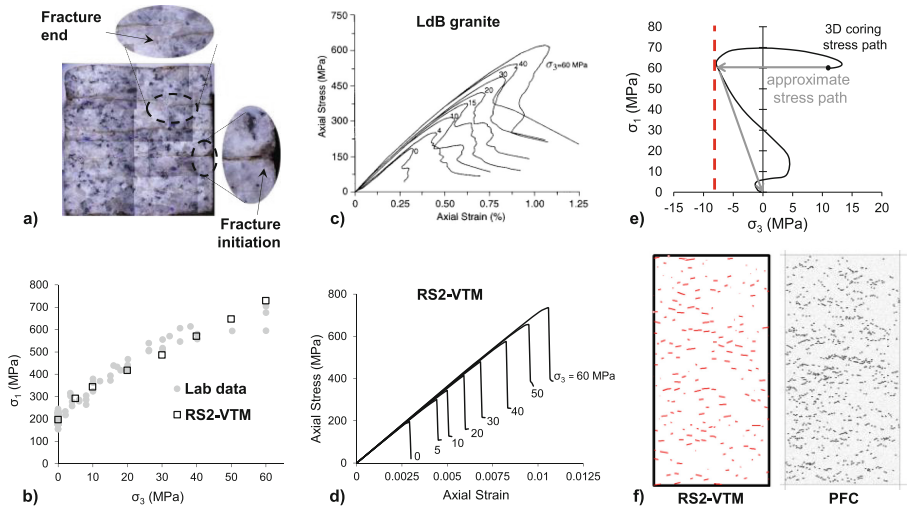 Fracture
end
a)
Fracture
initiation
LdB granite
Axial Stress (MPa)
750
600
450
300
150
0
0
4
10
15
20
30
2
40
σ3=60 MPa
0
0.25
0.50
0.75
1.00
1.25
Axial Strain (%)
c)
σ1 (MPa)
80
70
60
50
40
30
20
10
0
3D coring
stress path
approximate
stress path
-15
-10
-5
0
5
10
15
20
σ3 (MPa)
e)
σ1 (MPa)
800
700
600
500
400
300
200
100
0
Lab data
RS2-VTM
0
10
20
30
40
50
60
σ3 (MPa)
b)
RS2-VTM
Axial Stress (MPa)
800
600
400
200
0
0
5
10
20
30
40
50
σ3 = 60 MPa
0
0.0025
0.005
0.0075
0.01
0.0125
Axial Strain
d)
f)
RS2-VTM
PFC